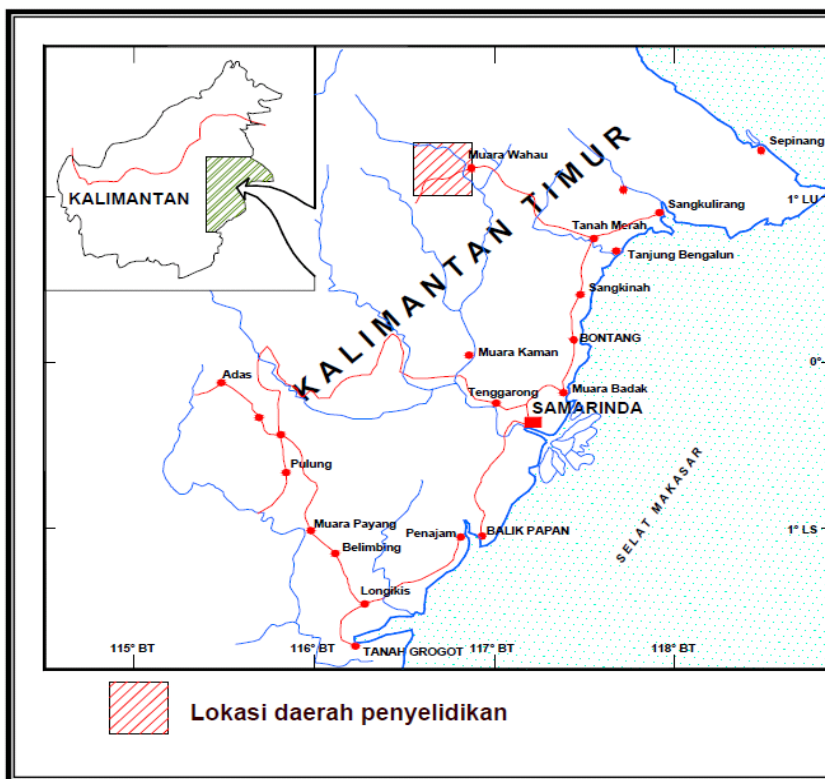 KALIMANTAN
KALIMANTAN TIMUR
Sepinang
Muara Wahau
1° LU
Sangkulirang
Tanah Merah
Tanjung Bengalun
Sangkinah
BONTANG
Muara Kaman
0°
Adas
Tenggarong
Muara Badak
SAMARINDA
Pulung
SELAT MAKASAR
Muara Payang
Penajam
BALIK PAPAN
1° LS
Belimbing
Longikis
115° BT
116° BT
TANAH GROGOT
117° BT
118° BT
Lokasi daerah penyelidikan